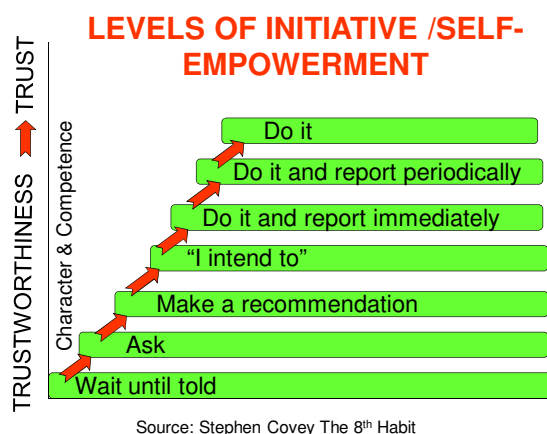 LEVELS OF INITIATIVE /SELF-
EMPOWERMENT
TRUSTWORTHINESS
TRUST
Character & Competence
Do it
Do it and report periodically
Do it and report immediately
“I intend to”
Make a recommendation
Ask
Wait until told
Source: Stephen Covey The 8th Habit